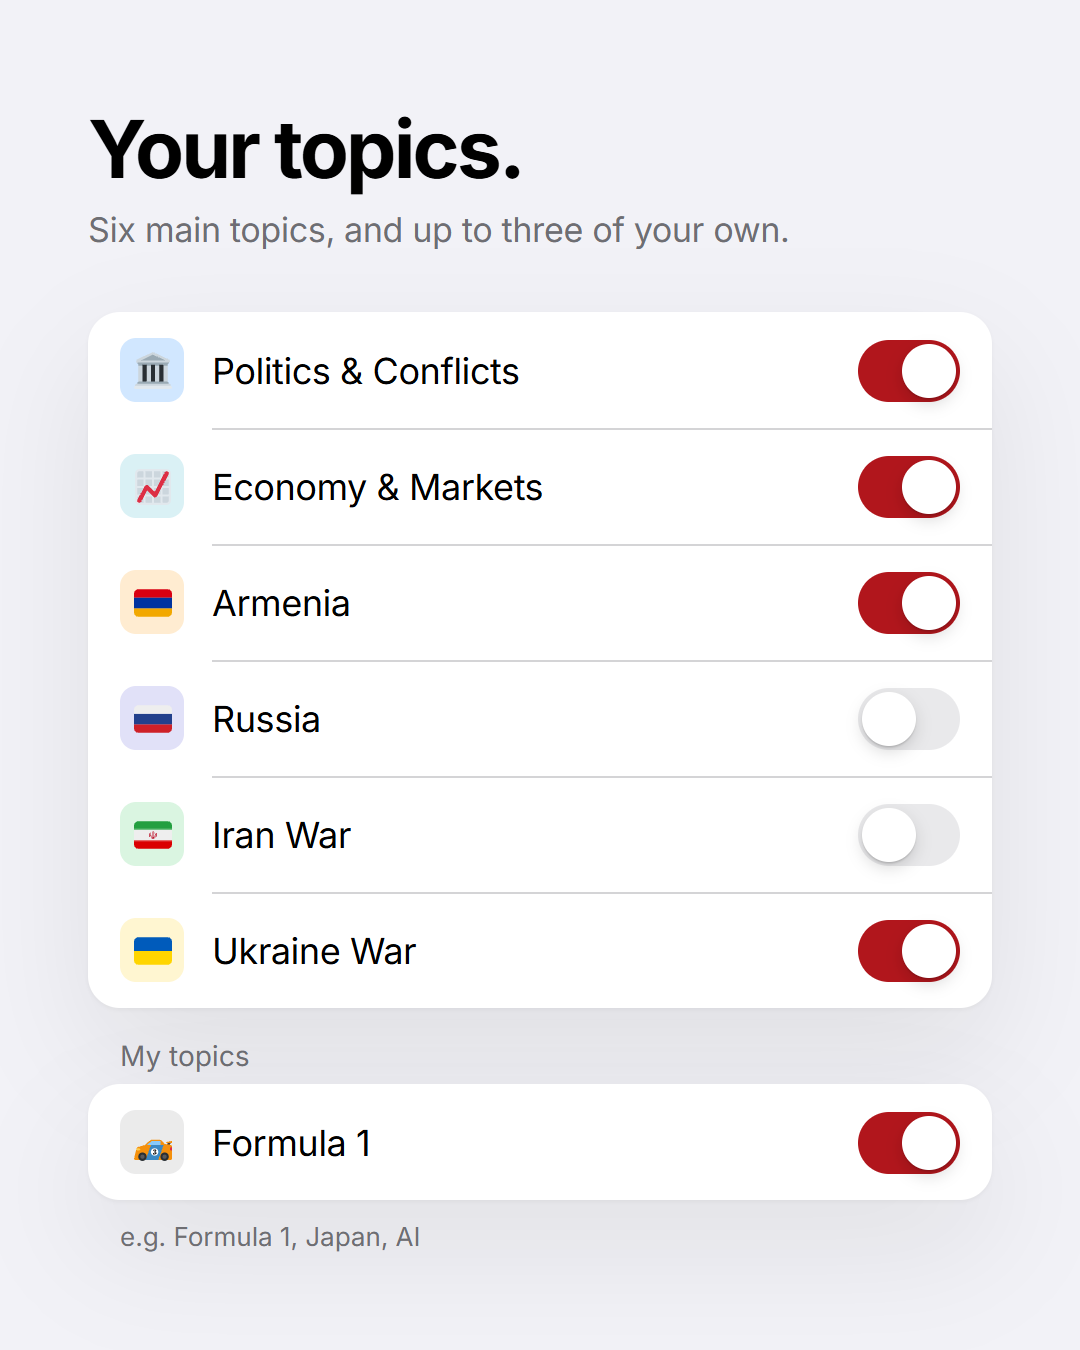 Your topics.
Six main topics, and up to three of your own.
Politics & Conflicts
Economy & Markets
Armenia
Russia
Iran War
Ukraine War
My topics
Formula 1
e.g. Formula 1, Japan, AI